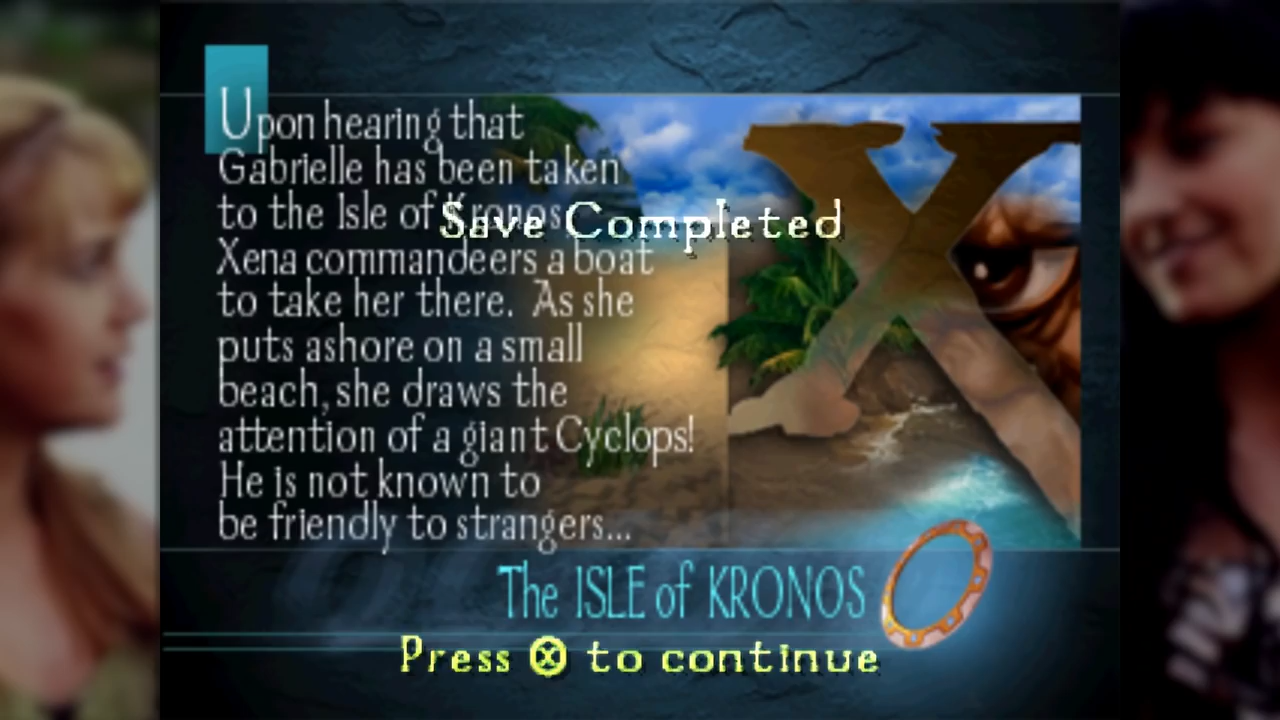 Upon hearing that
Gabrielle has been taken
to the Isle of Kronos
Save Completed
Xena commandeers a boat
to take her there. As she
puts ashore on a small
beach, she draws the
attention of a giant Cyclops!
He is not known to
be friendly to strangers...
The ISLE of KRONOS
Press ⓧ to continue